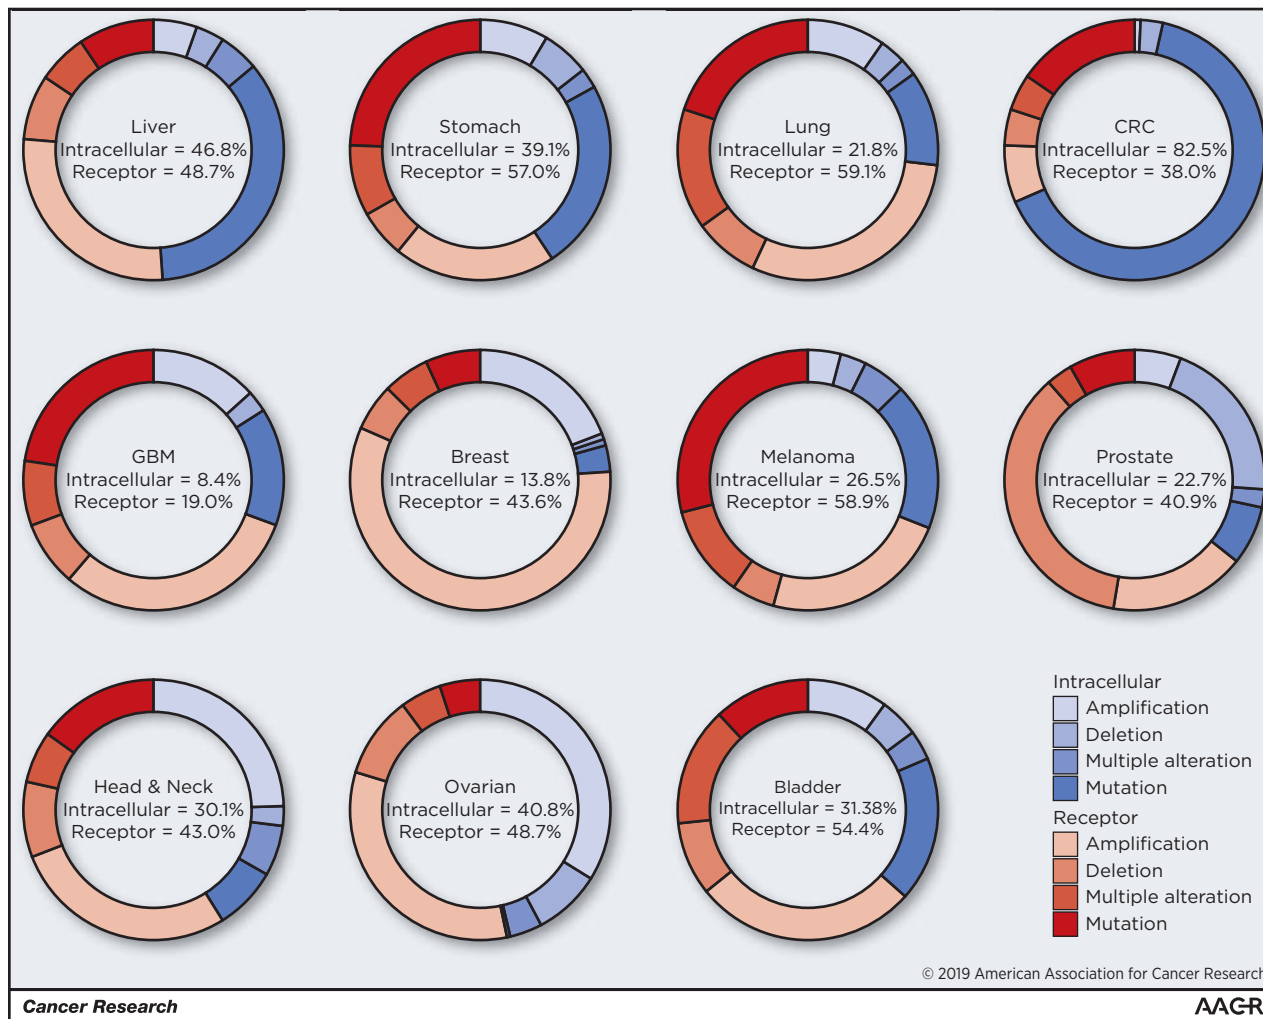 Liver
Intracellular = 46.8%
Receptor = 48.7%
Stomach
Intracellular = 39.1%
Receptor = 57.0%
Lung
Intracellular = 21.8%
Receptor = 59.1%
CRC
Intracellular = 82.5%
Receptor = 38.0%
GBM
Intracellular = 8.4%
Receptor = 19.0%
Breast
Intracellular = 13.8%
Receptor = 43.6%
Melanoma
Intracellular = 26.5%
Receptor = 58.9%
Prostate
Intracellular = 22.7%
Receptor = 40.9%
Head & Neck
Intracellular = 30.1%
Receptor = 43.0%
Ovarian
Intracellular = 40.8%
Receptor = 48.7%
Bladder
Intracellular = 31.38%
Receptor = 54.4%
Intracellular
Amplification
Deletion
Multiple alteration
Mutation
Receptor
Amplification
Deletion
Multiple alteration
Mutation
© 2019 American Association for Cancer Research
Cancer Research
AACR